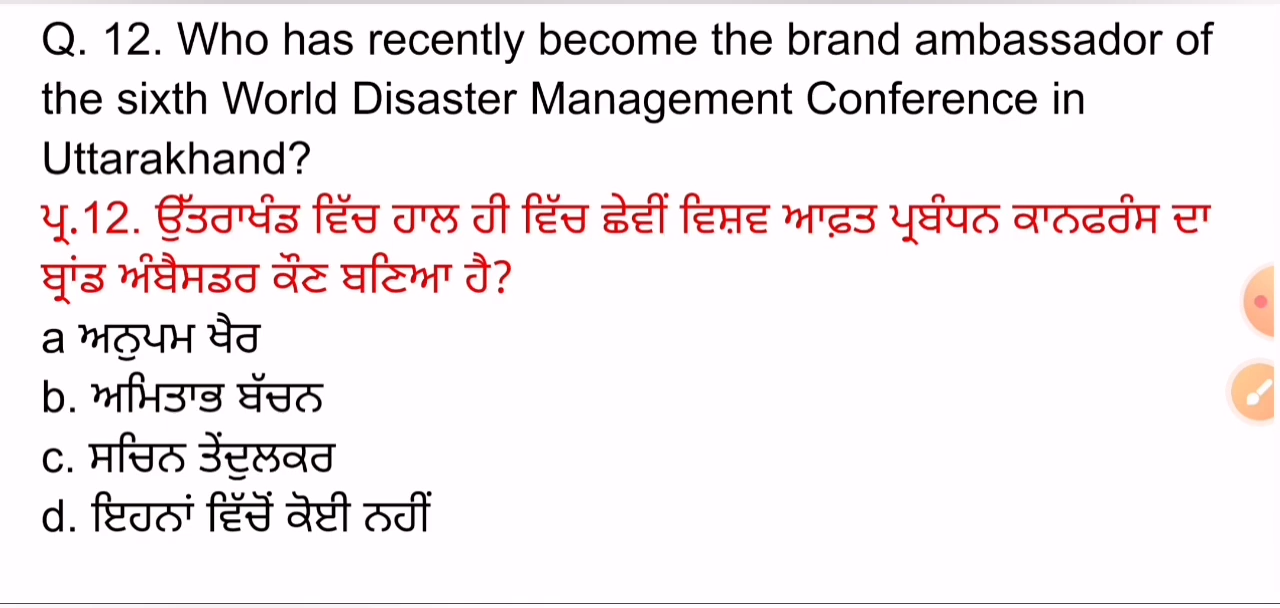 Q. 12. Who has recently become the brand ambassador of
the sixth World Disaster Management Conference in
Uttarakhand?
ਪ੍ਰ.12. ਉੱਤਰਾਖੰਡ ਵਿੱਚ ਹਾਲ ਹੀ ਵਿੱਚ ਛੇਵੀਂ ਵਿਸ਼ਵ ਆਫ਼ਤ ਪ੍ਰਬੰਧਨ ਕਾਨਫਰੰਸ ਦਾ
ਬ੍ਰਾਂਡ ਅੰਬੈਸਡਰ ਕੌਣ ਬਣਿਆ ਹੈ?
a ਅਨੁਪਮ ਖੈਰ
b. ਅਮਿਤਾਭ ਬੱਚਨ
c. ਸਚਿਨ ਤੇਂਦੁਲਕਰ
d. ਇਹਨਾਂ ਵਿੱਚੋਂ ਕੋਈ ਨਹੀਂ